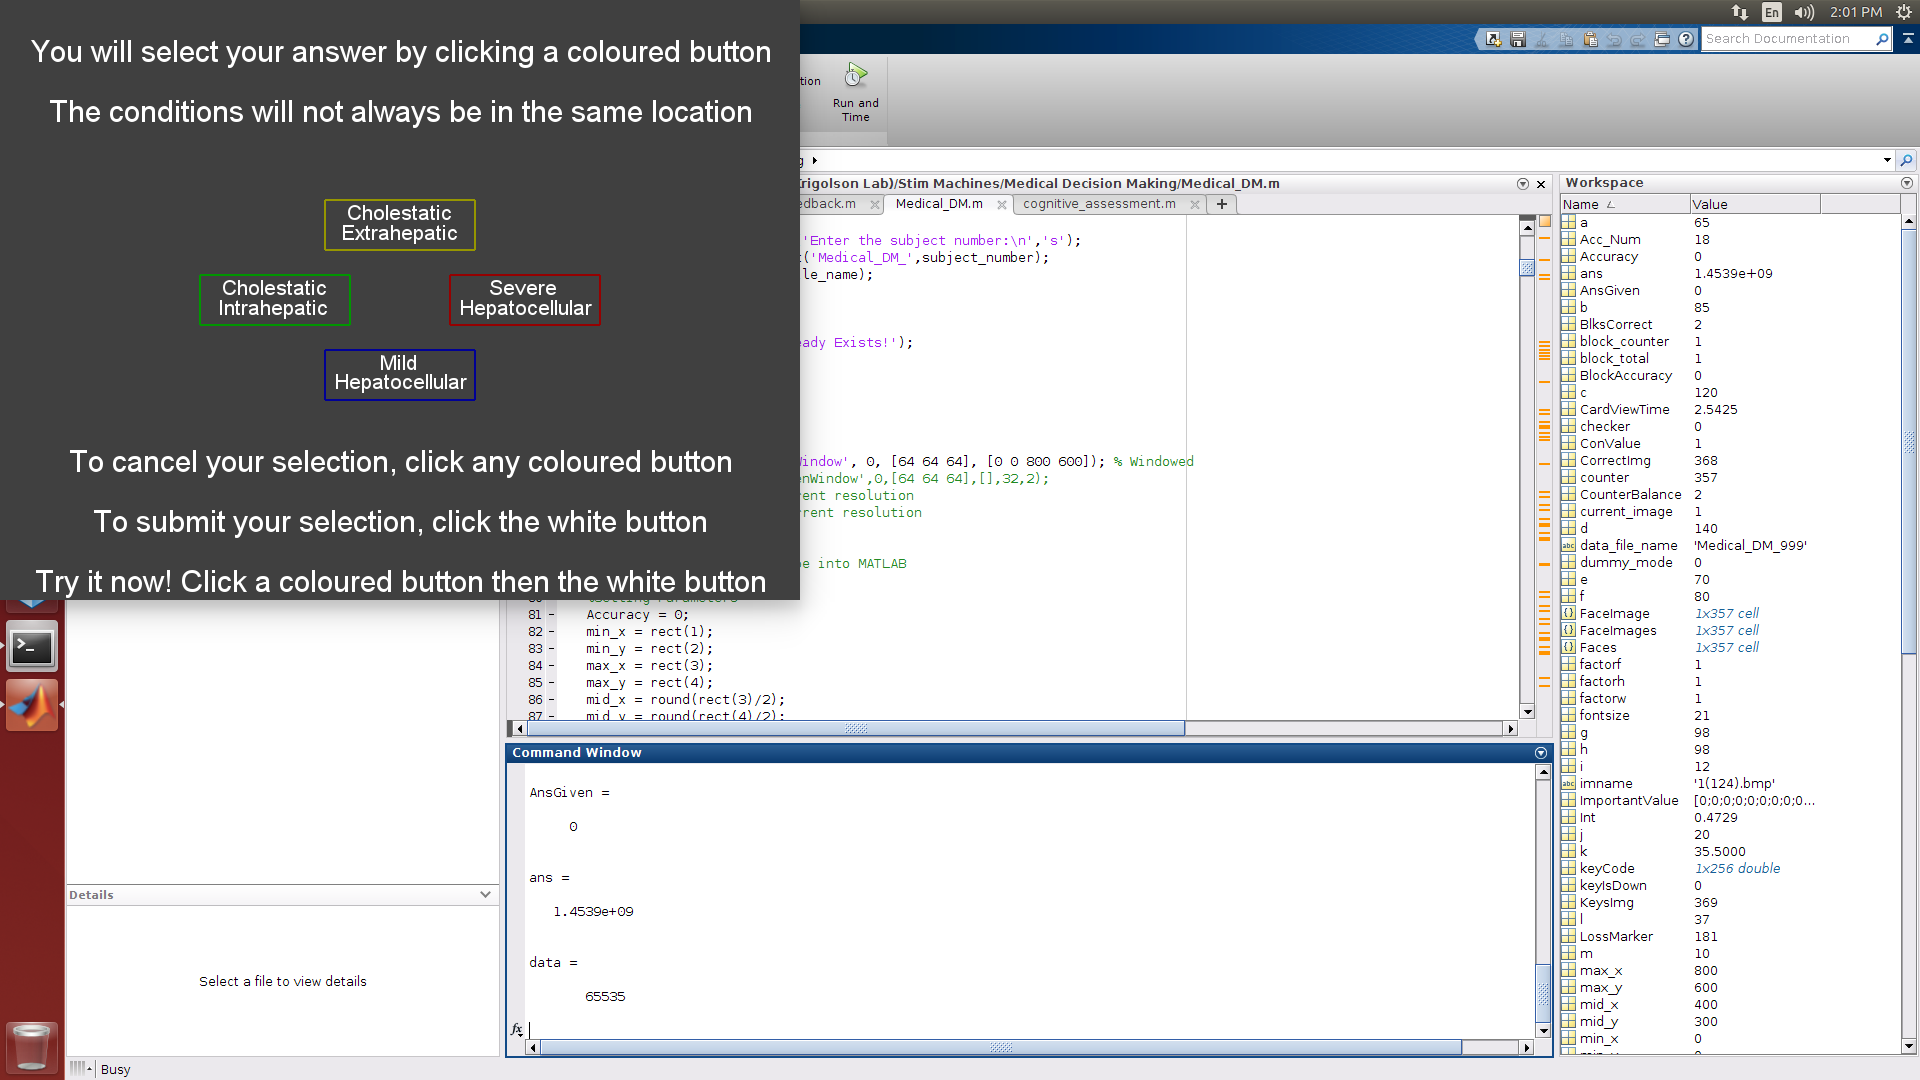 You will select your answer by clicking a coloured button
The conditions will not always be in the same location
Cholestatic
Extrahepatic
Cholestatic
Intrahepatic
Severe
Hepatocellular
Mild
Hepatocellular
To cancel your selection, click any coloured button
To submit your selection, click the white button
Try it now! Click a coloured button then the white button
En
2:01 PM
Search Documentation
Run and
Time
rigolson Lab)/Stim Machines/Medical Decision Making/Medical_DM.m
edback.m
Medical_DM.m
cognitive_assessment.m
+
'Enter the subject number:\n','s');
('Medical_DM_',subject_number);
le_name);
eady Exists!');
Window', 0, [64 64 64], [0 0 800 600]); % Windowed
enWindow',0,[64 64 64],[],32,2);
rent resolution
rrent resolution
be into MATLAB
81 - Accuracy = 0;
82 - min_x = rect(1);
83 - min_y = rect(2);
84 - max_x = rect(3);
85 - max_y = rect(4);
86 - mid_x = round(rect(3)/2);
87 - mid_y = round(rect(4)/2);
Command Window
AnsGiven =
0
ans =
1.4539e+09
data =
65535
fx
Details
Select a file to view details
Busy
Workspace
Name Value
a 65
Acc_Num 18
Accuracy 0
ans 1.4539e+09
AnsGiven 0
b 85
BlksCorrect 2
block_counter 1
block_total 1
BlockAccuracy 0
c 120
CardViewTime 2.5425
checker 0
ConValue 1
CorrectImg 368
counter 357
CounterBalance 2
current_image 1
d 140
data_file_name 'Medical_DM_999'
dummy_mode 0
e 70
f 80
FaceImage 1x357 cell
FaceImages 1x357 cell
Faces 1x357 cell
factorf 1
factorh 1
factorw 1
fontsize 21
g 98
h 98
i 12
imname '1(124).bmp'
ImportantValue [0;0;0;0;0;0;0;0;0...
Int 0.4729
j 20
k 35.5000
keyCode 1x256 double
keyIsDown 0
KeysImg 369
l 37
LossMarker 181
m 10
max_x 800
max_y 600
mid_x 400
mid_y 300
min_x 0